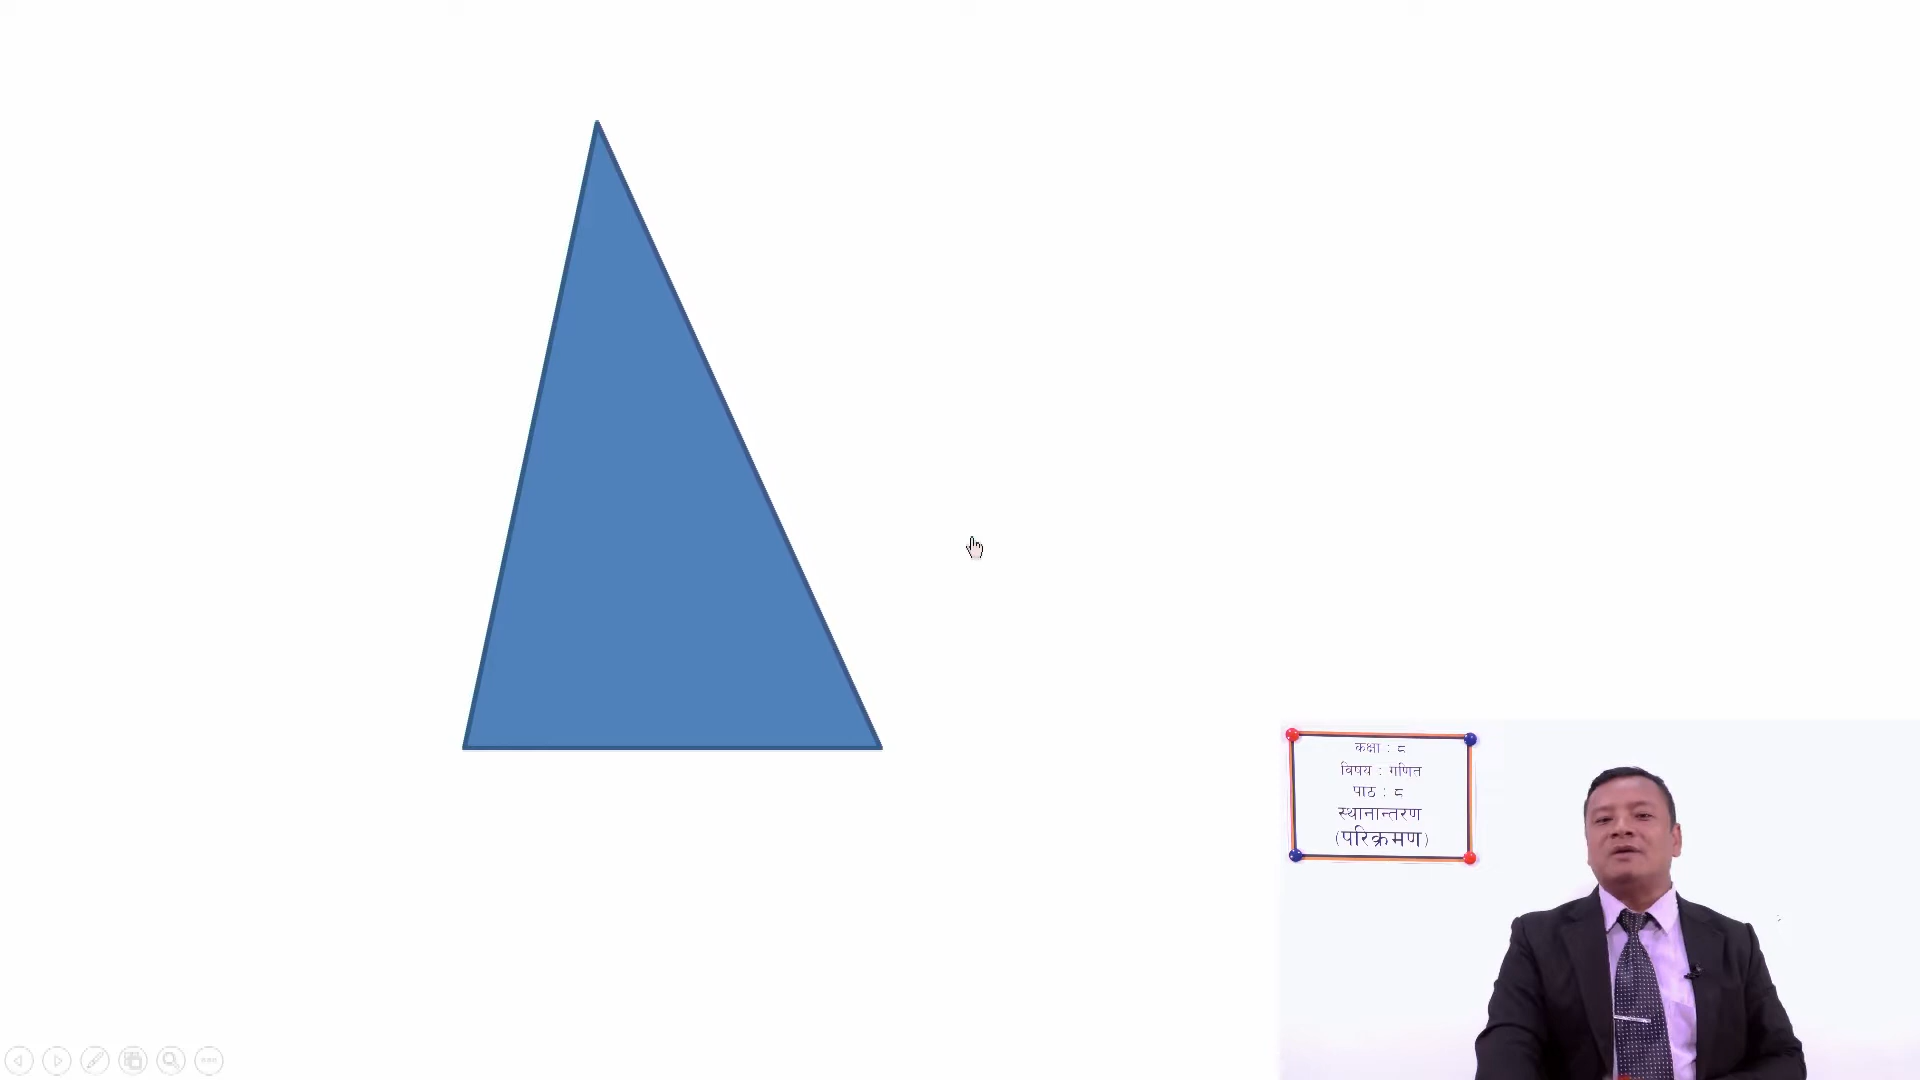 कक्षा : ८
विषय : गणित
पाठ : ८
स्थानान्तरण
(परिक्रमण)